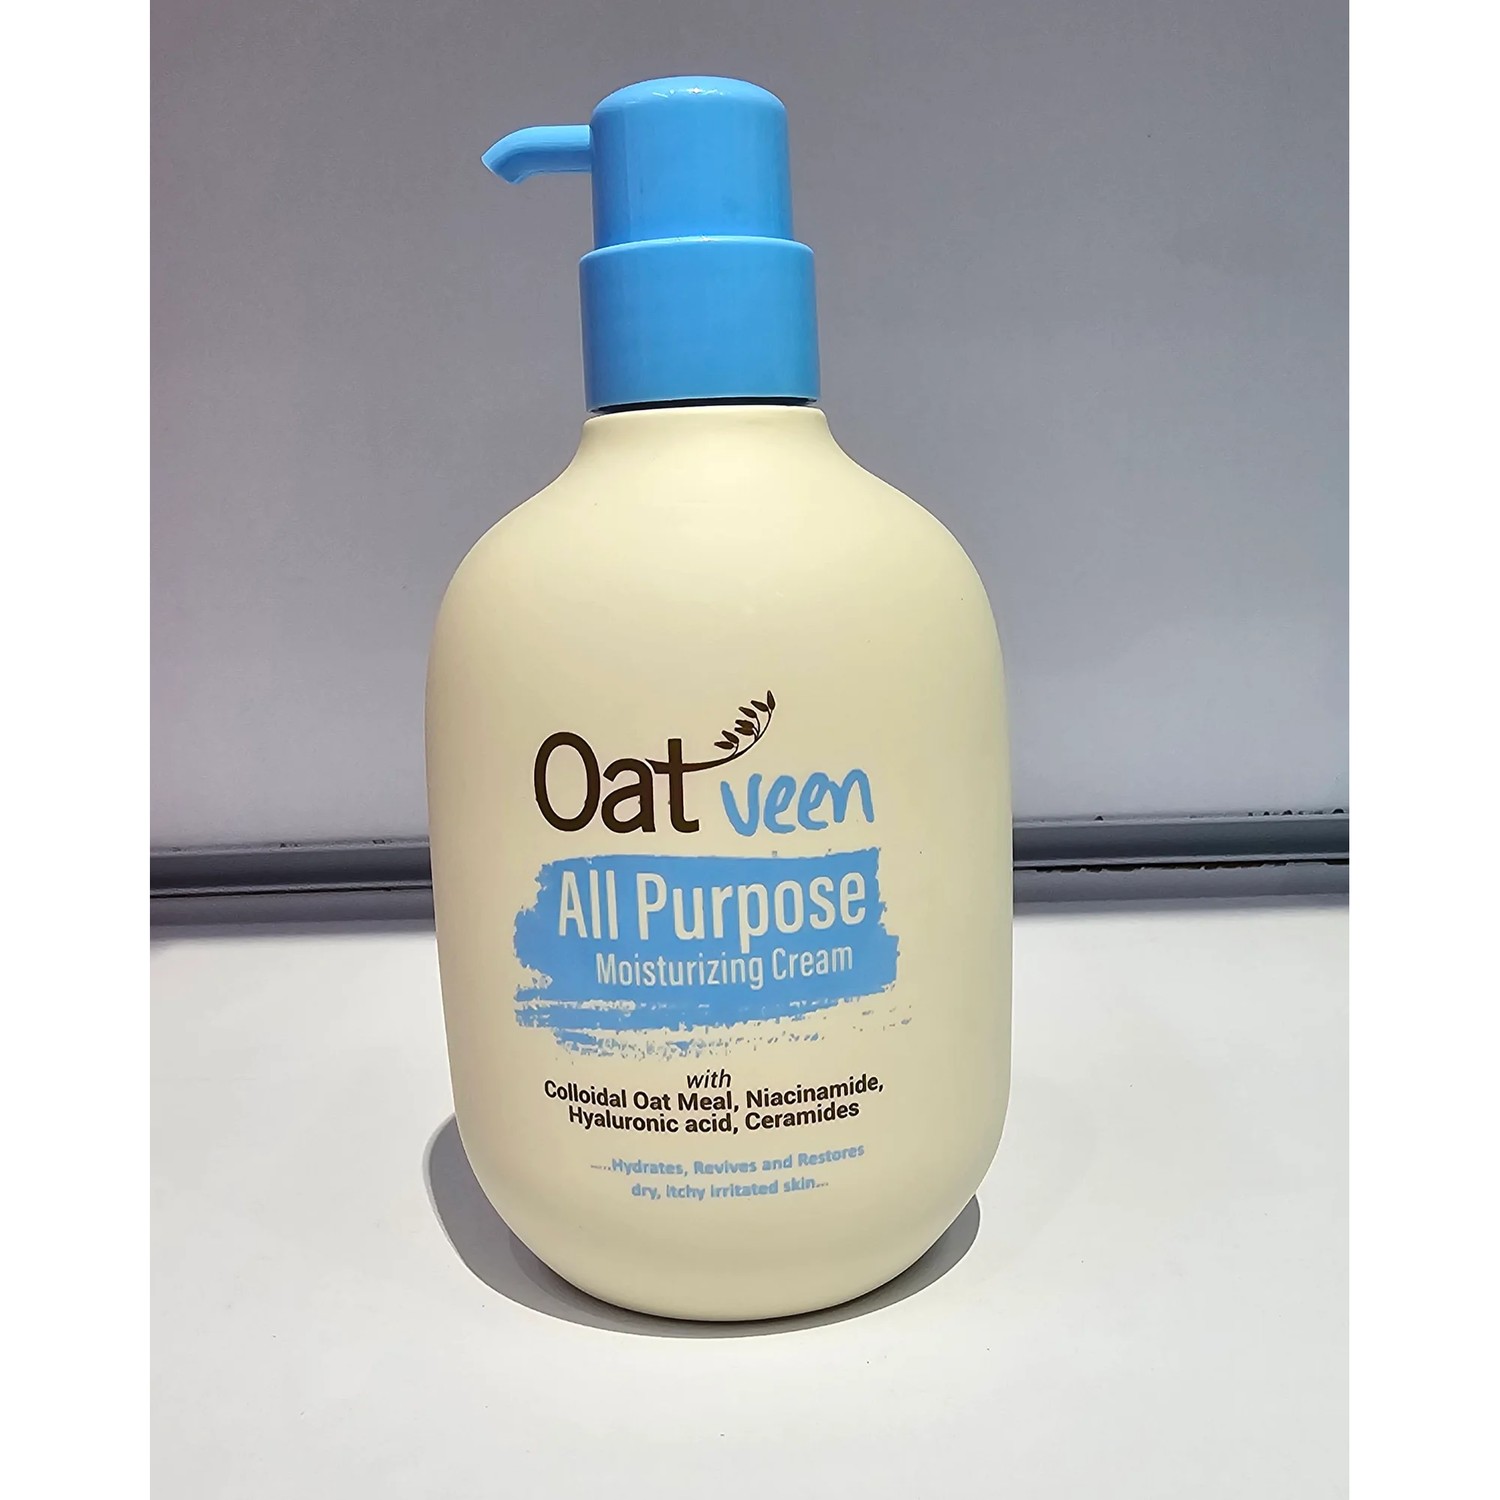 Oat veen
All Purpose
Moisturizing Cream
with
Colloidal Oat Meal, Niacinamide,
Hyaluronic acid, Ceramides
....Hydrates, Revives and Restores
dry, itchy irritated skin...